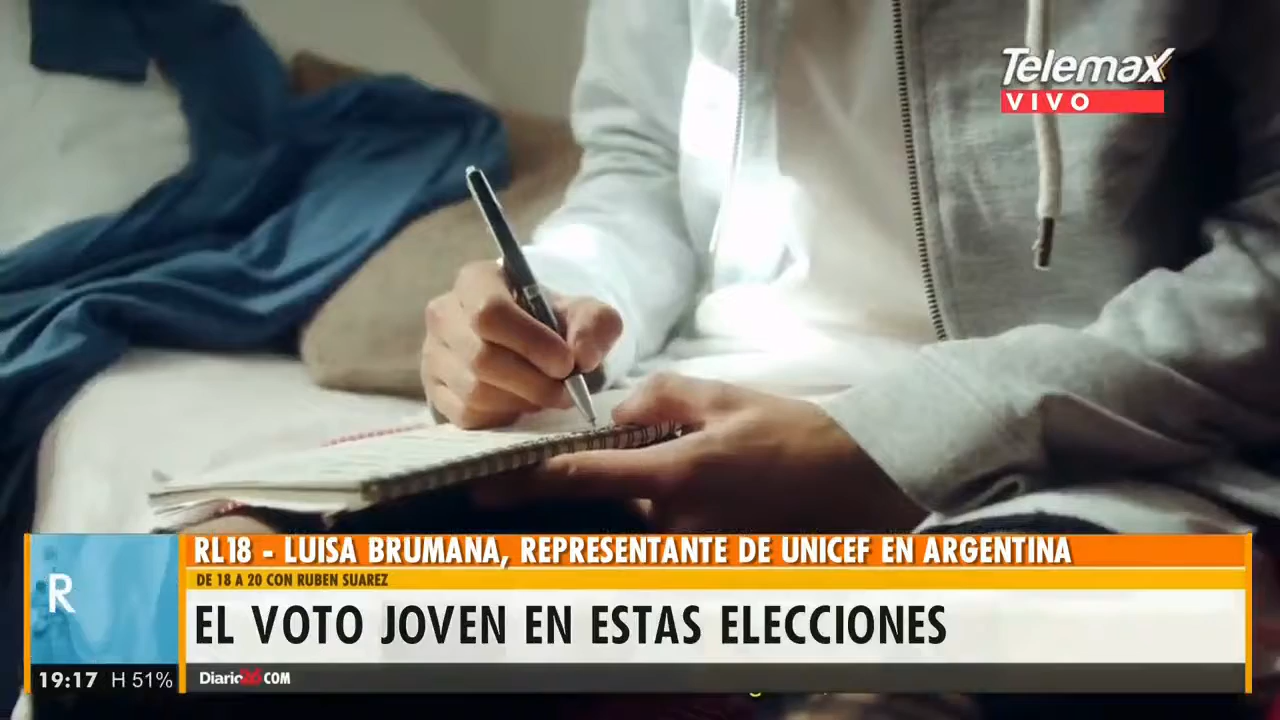 Telemax
VIVO
RL18 - LUISA BRUMANA, REPRESENTANTE DE UNICEF EN ARGENTINA
DE 18 A 20 CON RUBEN SUAREZ
R
EL VOTO JOVEN EN ESTAS ELECCIONES
19:17 H 51%
Diario26.COM